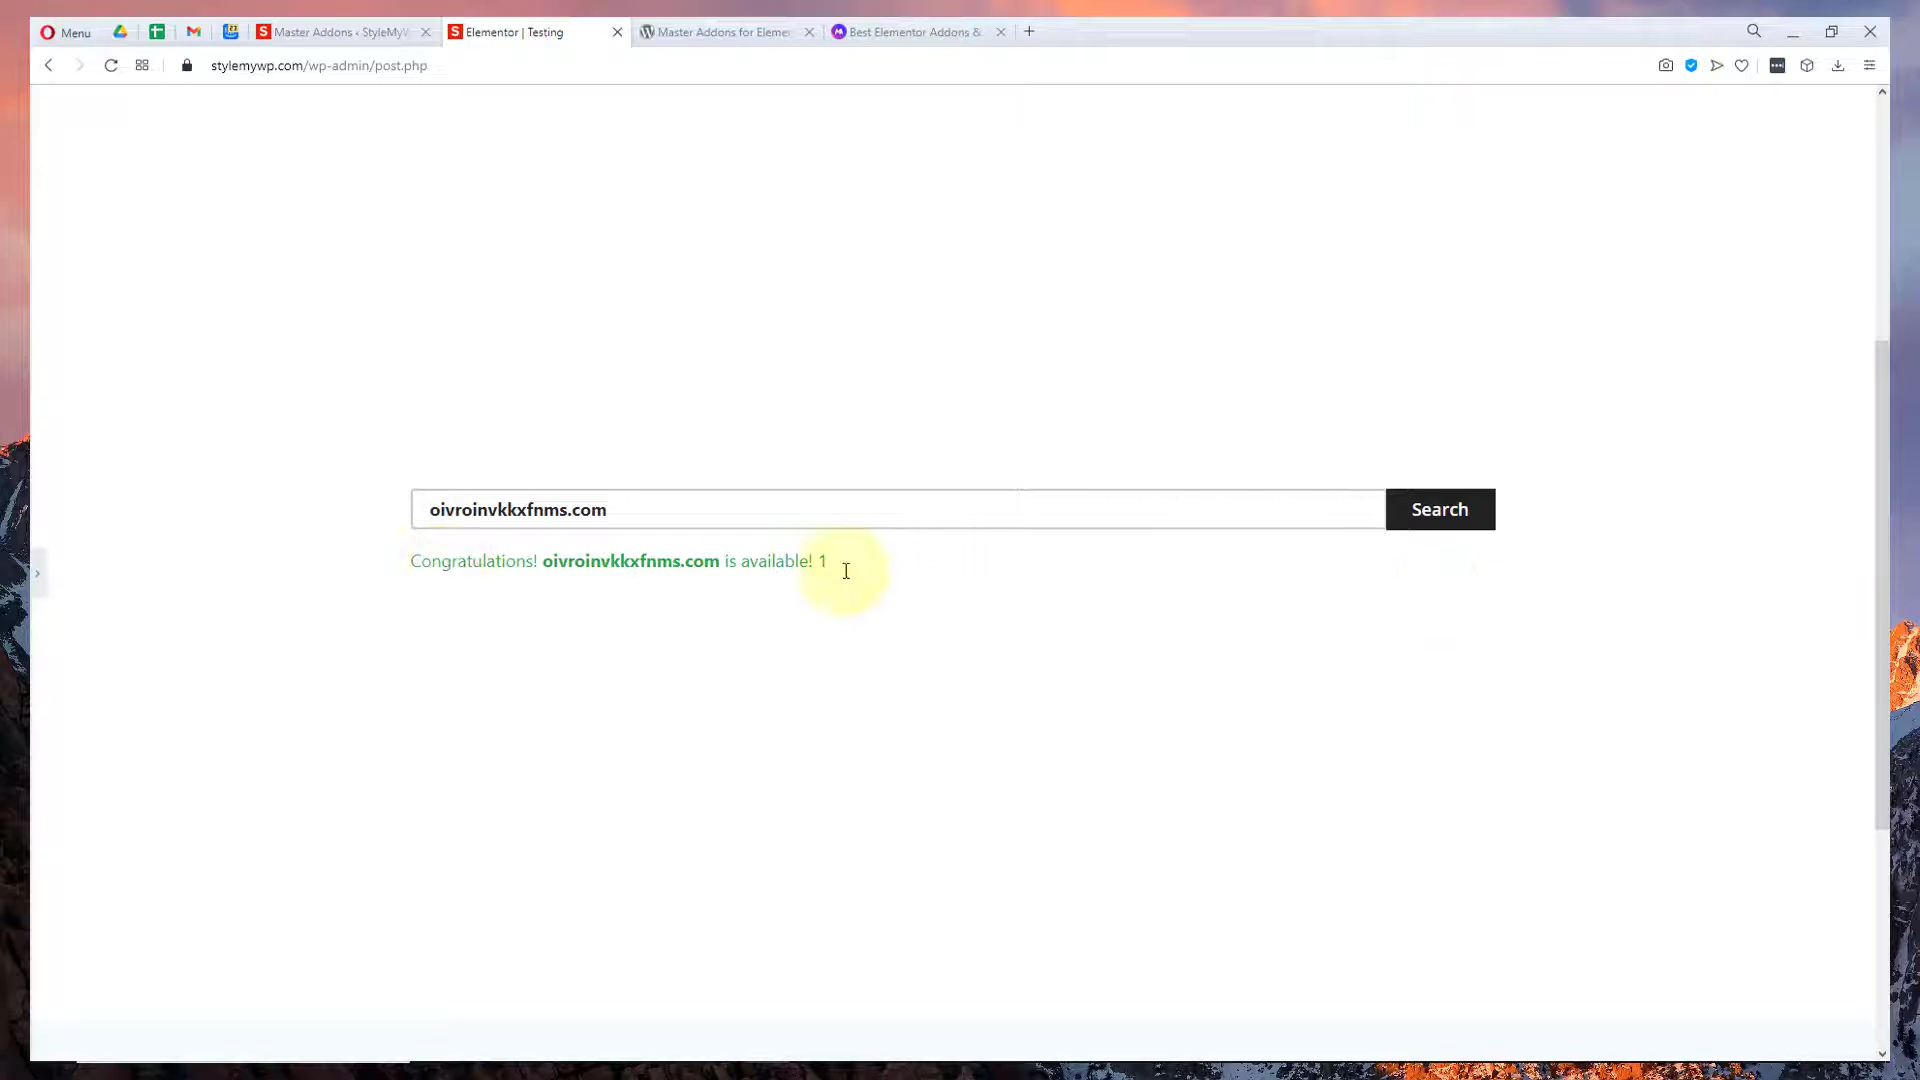 Menu
Master Addons ‹ StyleMyW
Elementor | Testing
Master Addons for Eleme
Best Elementor Addons &
stylemywp.com/wp-admin/post.php
oivroinvkkxfnms.com
Search
Congratulations! oivroinvkkxfnms.com is available! 1